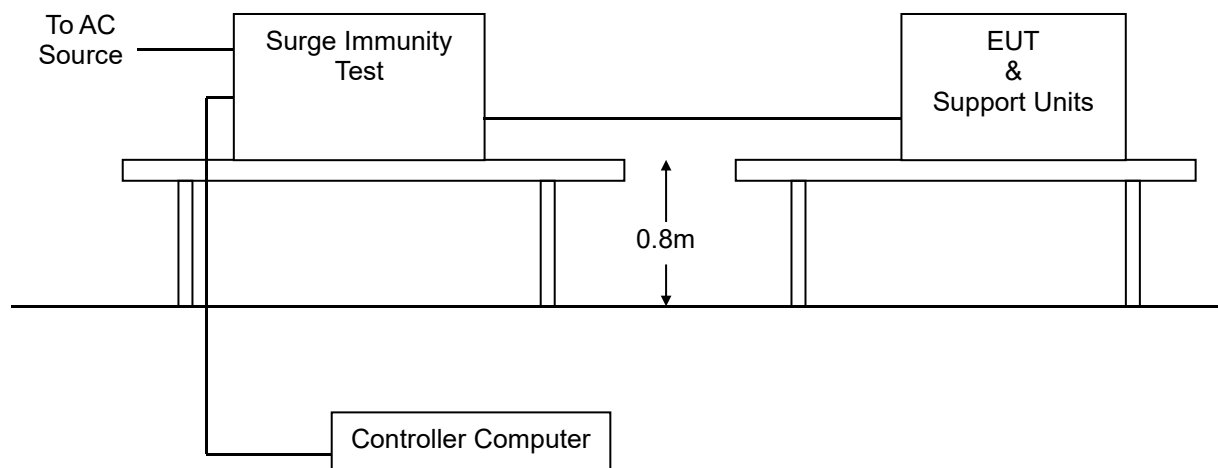 To AC
Source
Surge Immunity
Test
EUT
&
Support Units
0.8m
Controller Computer